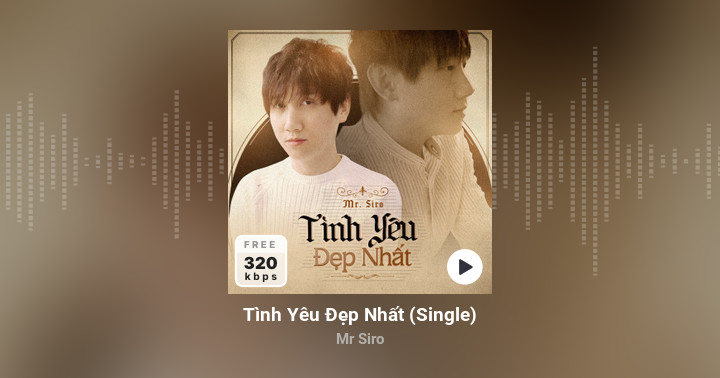 Mr. Siro
Tình Yêu
Đẹp Nhất
FREE
320
kbps
Tình Yêu Đẹp Nhất (Single)
Mr Siro